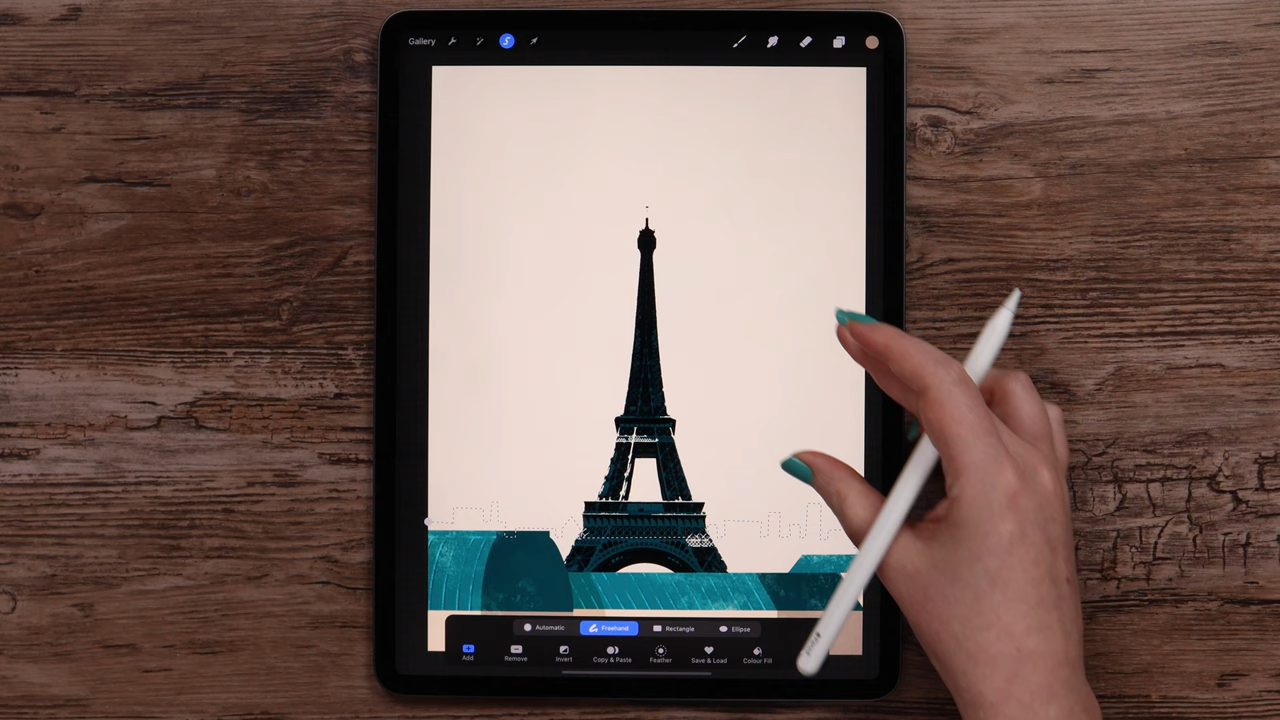 Gallery
Automatic Freehand Rectangle Ellipse
Add Remove Invert Copy & Paste Feather Save & Load Colour Fill